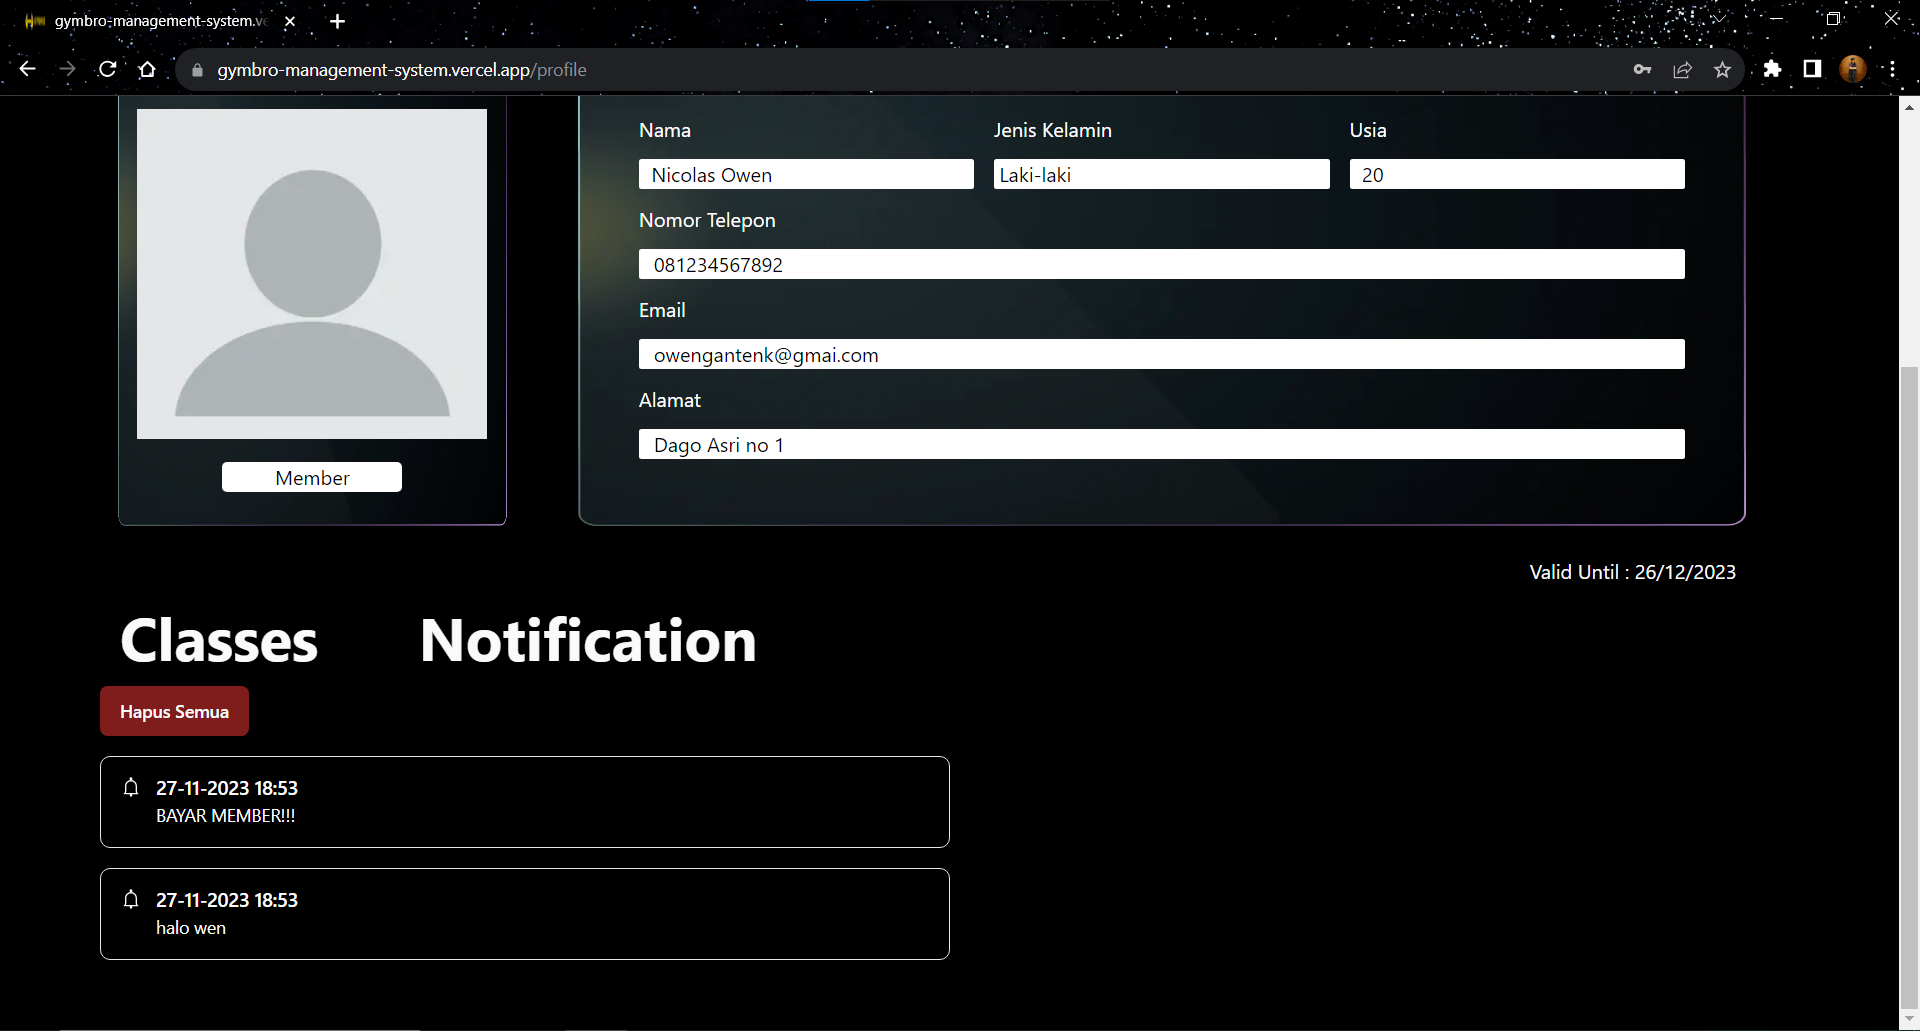 gymbro-management-system.ve
gymbro-management-system.vercel.app/profile
Nama
Jenis Kelamin
Usia
Nicolas Owen
Laki-laki
20
Nomor Telepon
081234567892
Email
owengantenk@gmai.com
Alamat
Dago Asri no 1
Member
Valid Until : 26/12/2023
Classes
Notification
Hapus Semua
27-11-2023 18:53
BAYAR MEMBER!!!
27-11-2023 18:53
halo wen